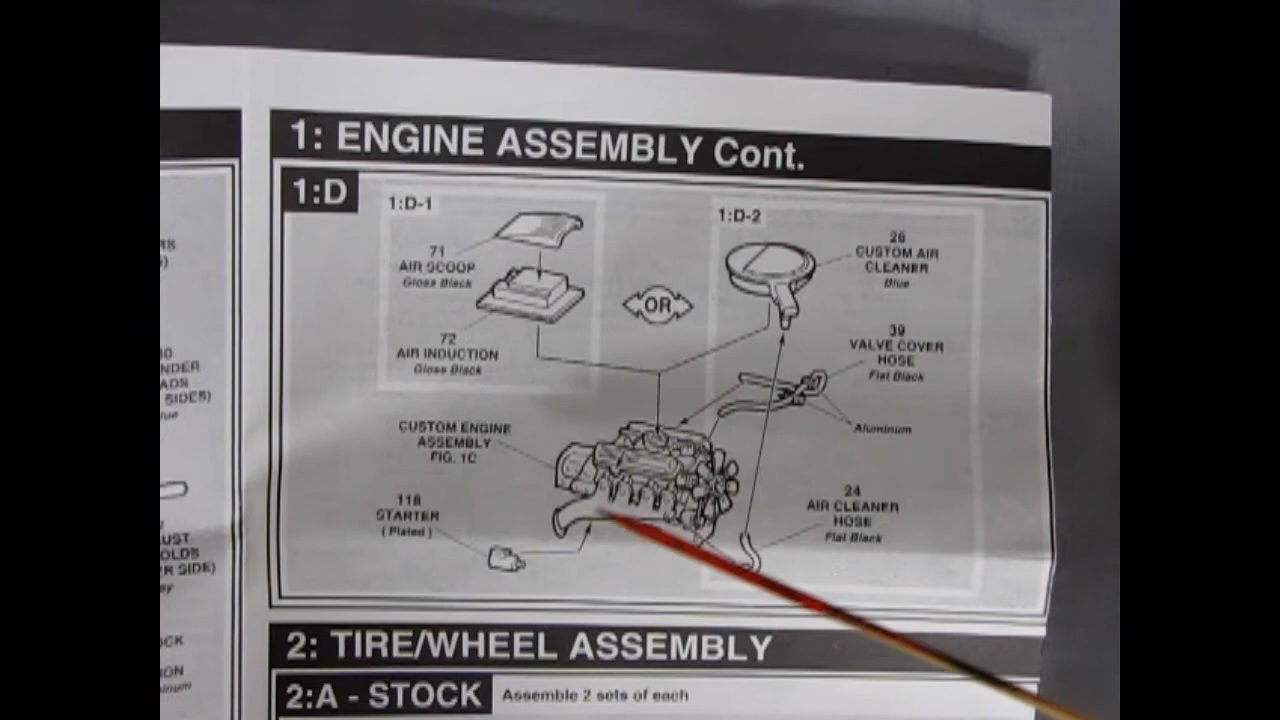 1: ENGINE ASSEMBLY Cont.
1:D
1:D-1
71
AIR SCOOP
Gloss Black
72
AIR INDUCTION
Gloss Black
OR
1:D-2
26
CUSTOM AIR
CLEANER
Blue
39
VALVE COVER
HOSE
Flat Black
Aluminum
CUSTOM ENGINE
ASSEMBLY
FIG. 1C
118
STARTER
( Plated )
24
AIR CLEANER
HOSE
Flat Black
SIDES)
2: TIRE/WHEEL ASSEMBLY
2:A - STOCK
Assemble 2 sets of each